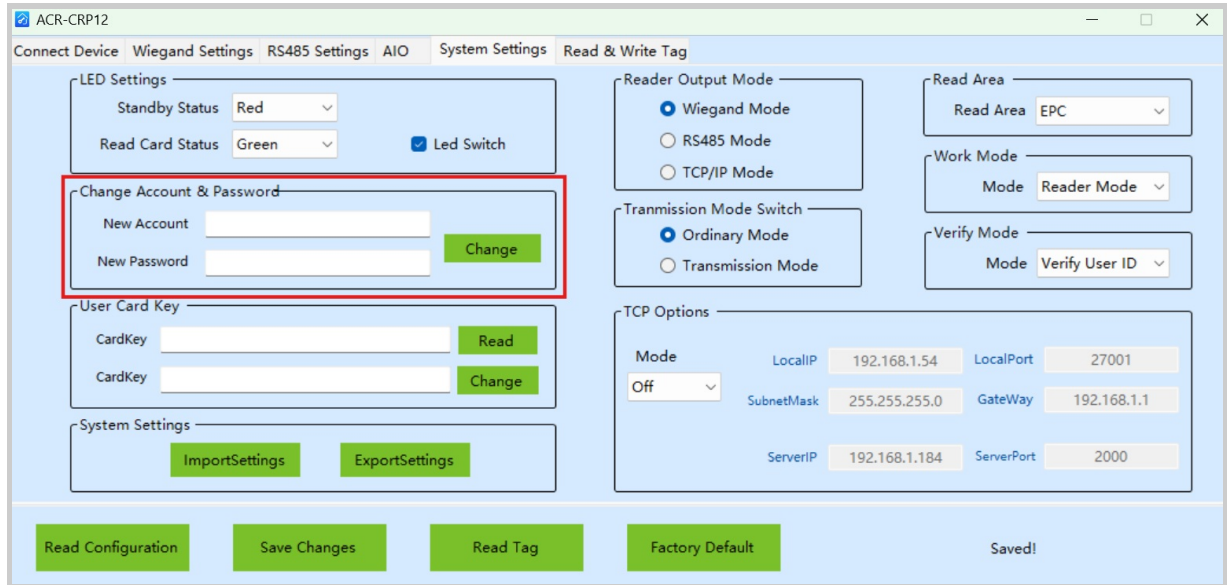 ACR-CRP12
Connect Device Wiegand Settings RS485 Settings AIO System Settings Read & Write Tag
LED Settings
Standby Status Red
Read Card Status Green Led Switch
Change Account & Password
New Account
New Password
Change
User Card Key
CardKey Read
CardKey Change
System Settings
ImportSettings ExportSettings
Reader Output Mode
Wiegand Mode
RS485 Mode
TCP/IP Mode
Tranmission Mode Switch
Ordinary Mode
Transmission Mode
Read Area
Read Area EPC
Work Mode
Mode Reader Mode
Verify Mode
Mode Verify User ID
TCP Options
Mode
Off
LocalIP 192.168.1.54 LocalPort 27001
SubnetMask 255.255.255.0 GateWay 192.168.1.1
ServerIP 192.168.1.184 ServerPort 2000
Read Configuration Save Changes Read Tag Factory Default Saved!